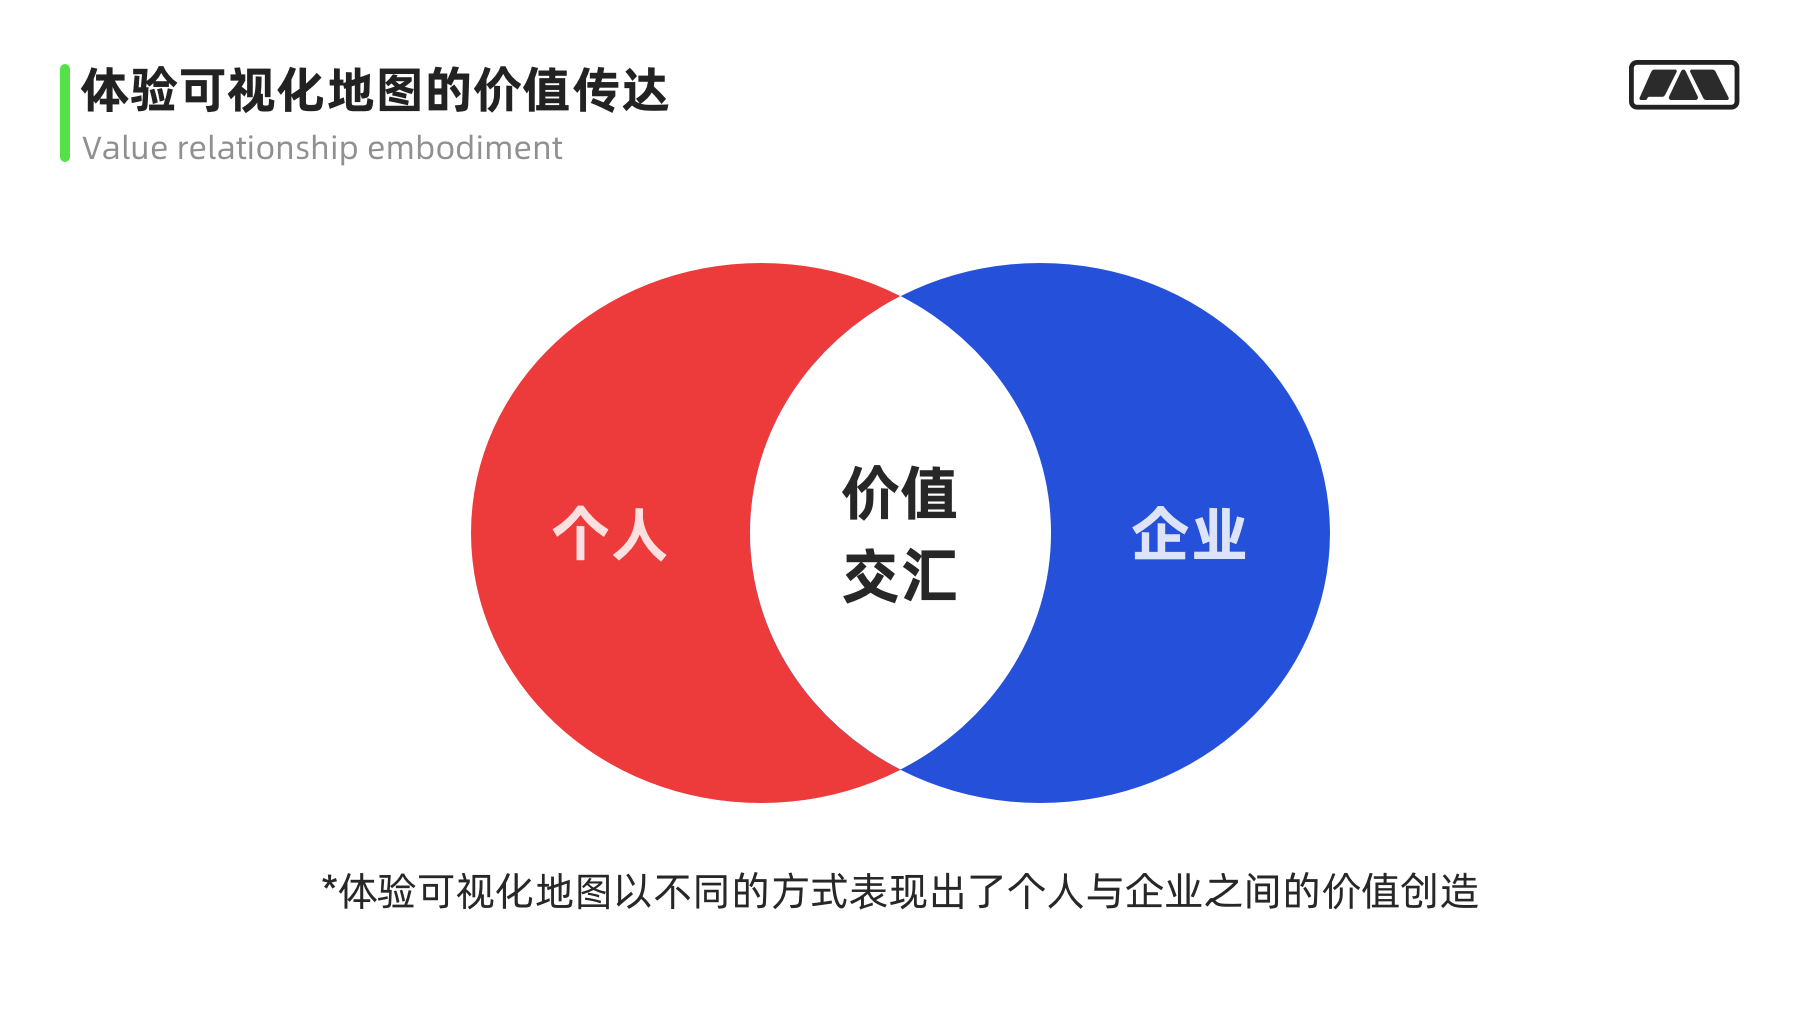 体验可视化地图的价值传达
Value relationship embodiment
个人
价值
交汇
企业
*体验可视化地图以不同的方式表现出了个人与企业之间的价值创造